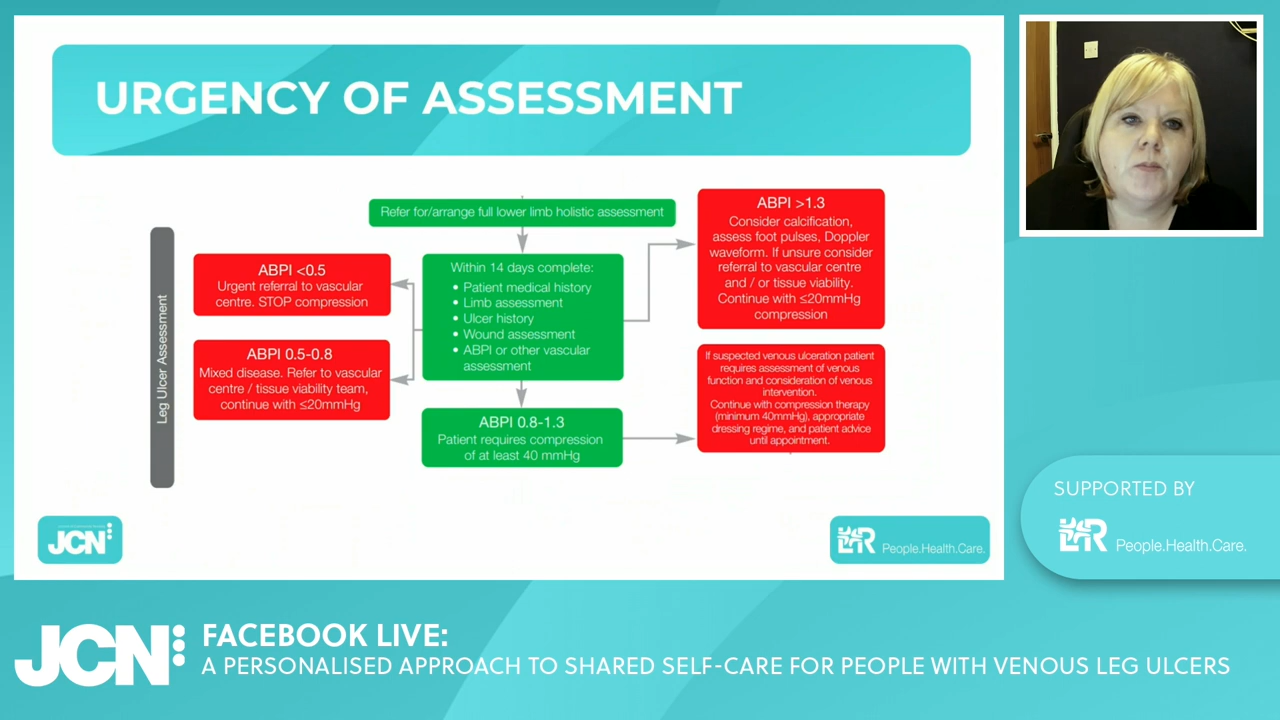 URGENCY OF ASSESSMENT
Refer for/arrange full lower limb holistic assessment
Leg Ulcer Assessment
ABPI <0.5
Urgent referral to vascular
centre. STOP compression
ABPI 0.5-0.8
Mixed disease. Refer to vascular
centre / tissue viability team,
continue with ≤20mmHg
Within 14 days complete:
• Patient medical history
• Limb assessment
• Ulcer history
• Wound assessment
• ABPI or other vascular
assessment
ABPI 0.8-1.3
Patient requires compression
of at least 40 mmHg
ABPI >1.3
Consider calcification,
assess foot pulses, Doppler
waveform. If unsure consider
referral to vascular centre
and / or tissue viability.
Continue with ≤20mmHg
compression
If suspected venous ulceration patient
requires assessment of venous
function and consideration of venous
intervention.
Continue with compression therapy
(minimum 40mmHg), appropriate
dressing regime, and patient advice
until appointment.
JCN
L&R People.Health.Care.
SUPPORTED BY
L&R People.Health.Care.
JCN
FACEBOOK LIVE:
A PERSONALISED APPROACH TO SHARED SELF-CARE FOR PEOPLE WITH VENOUS LEG ULCERS